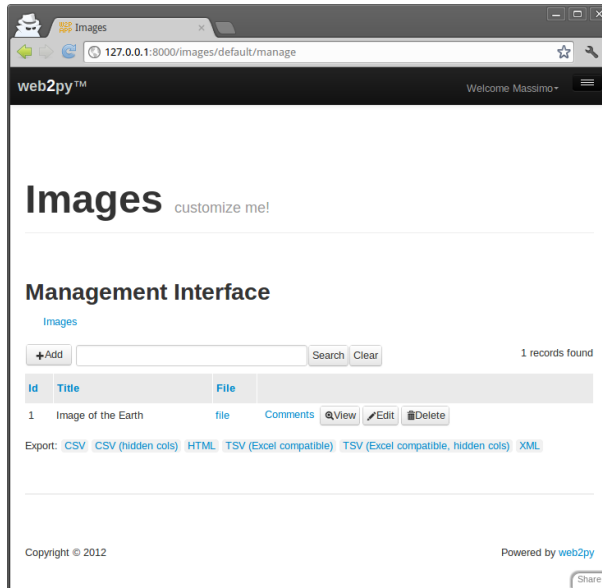 Images
127.0.0.1:8000/images/default/manage
web2py™ Welcome Massimo
Images customize me!
Management Interface
Images
+Add Search Clear 1 records found
Id Title File
1 Image of the Earth file Comments View Edit Delete
Export: CSV CSV (hidden cols) HTML TSV (Excel compatible) TSV (Excel compatible, hidden cols) XML
Copyright © 2012 Powered by web2py
Share